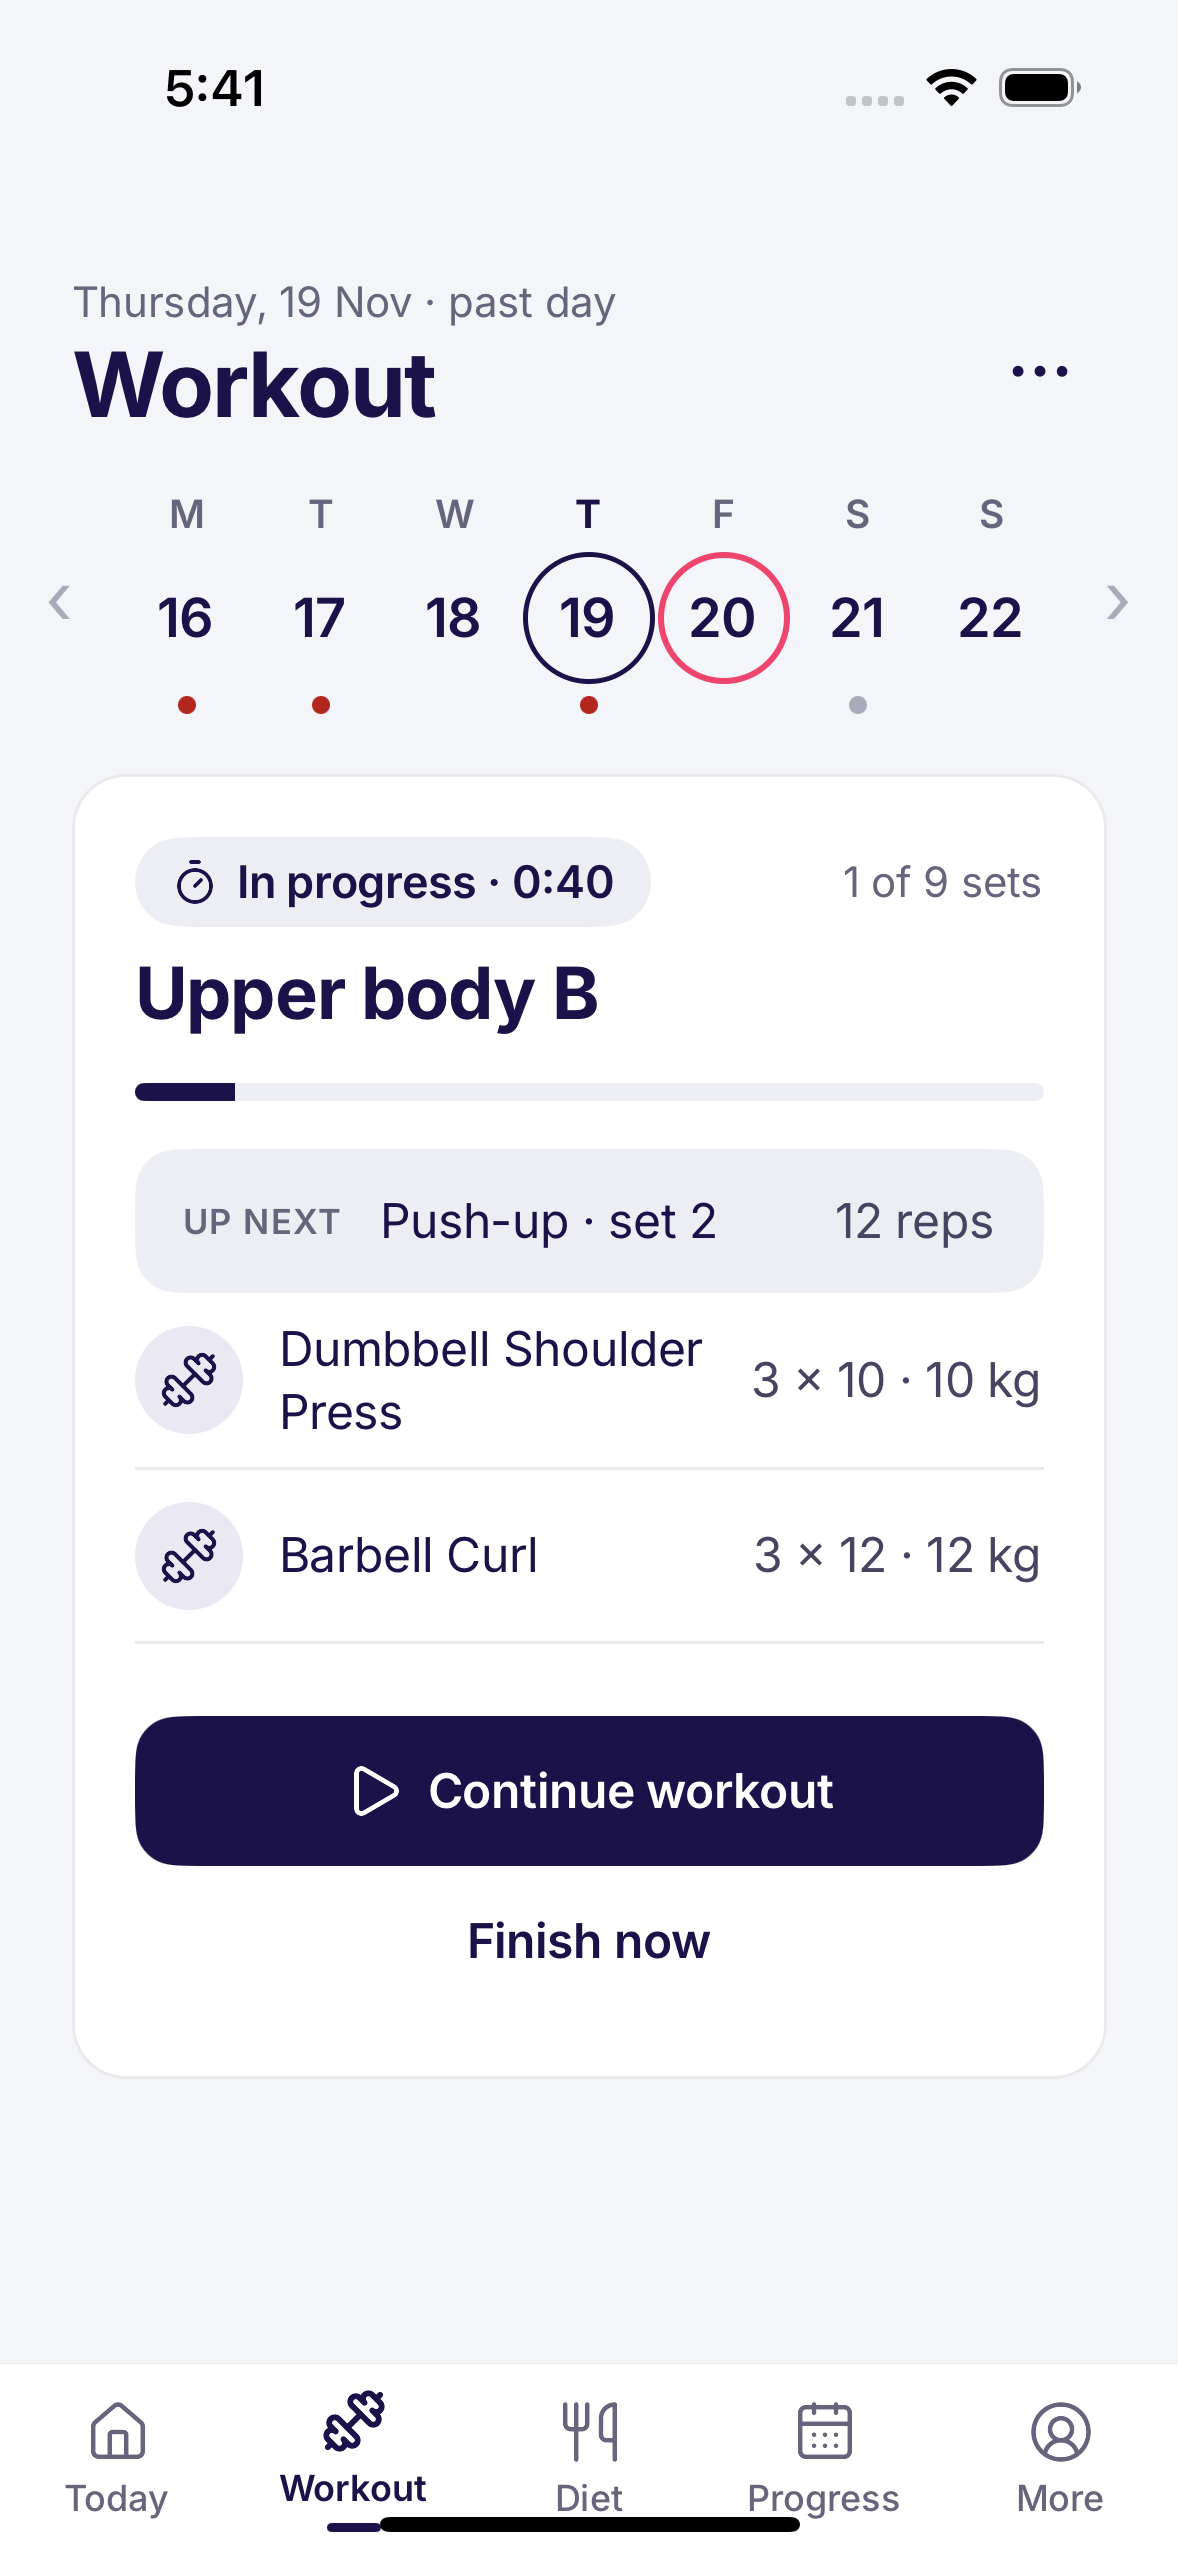 5:41
Thursday, 19 Nov · past day
Workout
M T W T F S S
16 17 18 19 20 21 22
In progress · 0:40
1 of 9 sets
Upper body B
UP NEXT Push-up · set 2 12 reps
Dumbbell Shoulder
Press
3 × 10 · 10 kg
Barbell Curl 3 × 12 · 12 kg
Continue workout
Finish now
Today Workout Diet Progress More